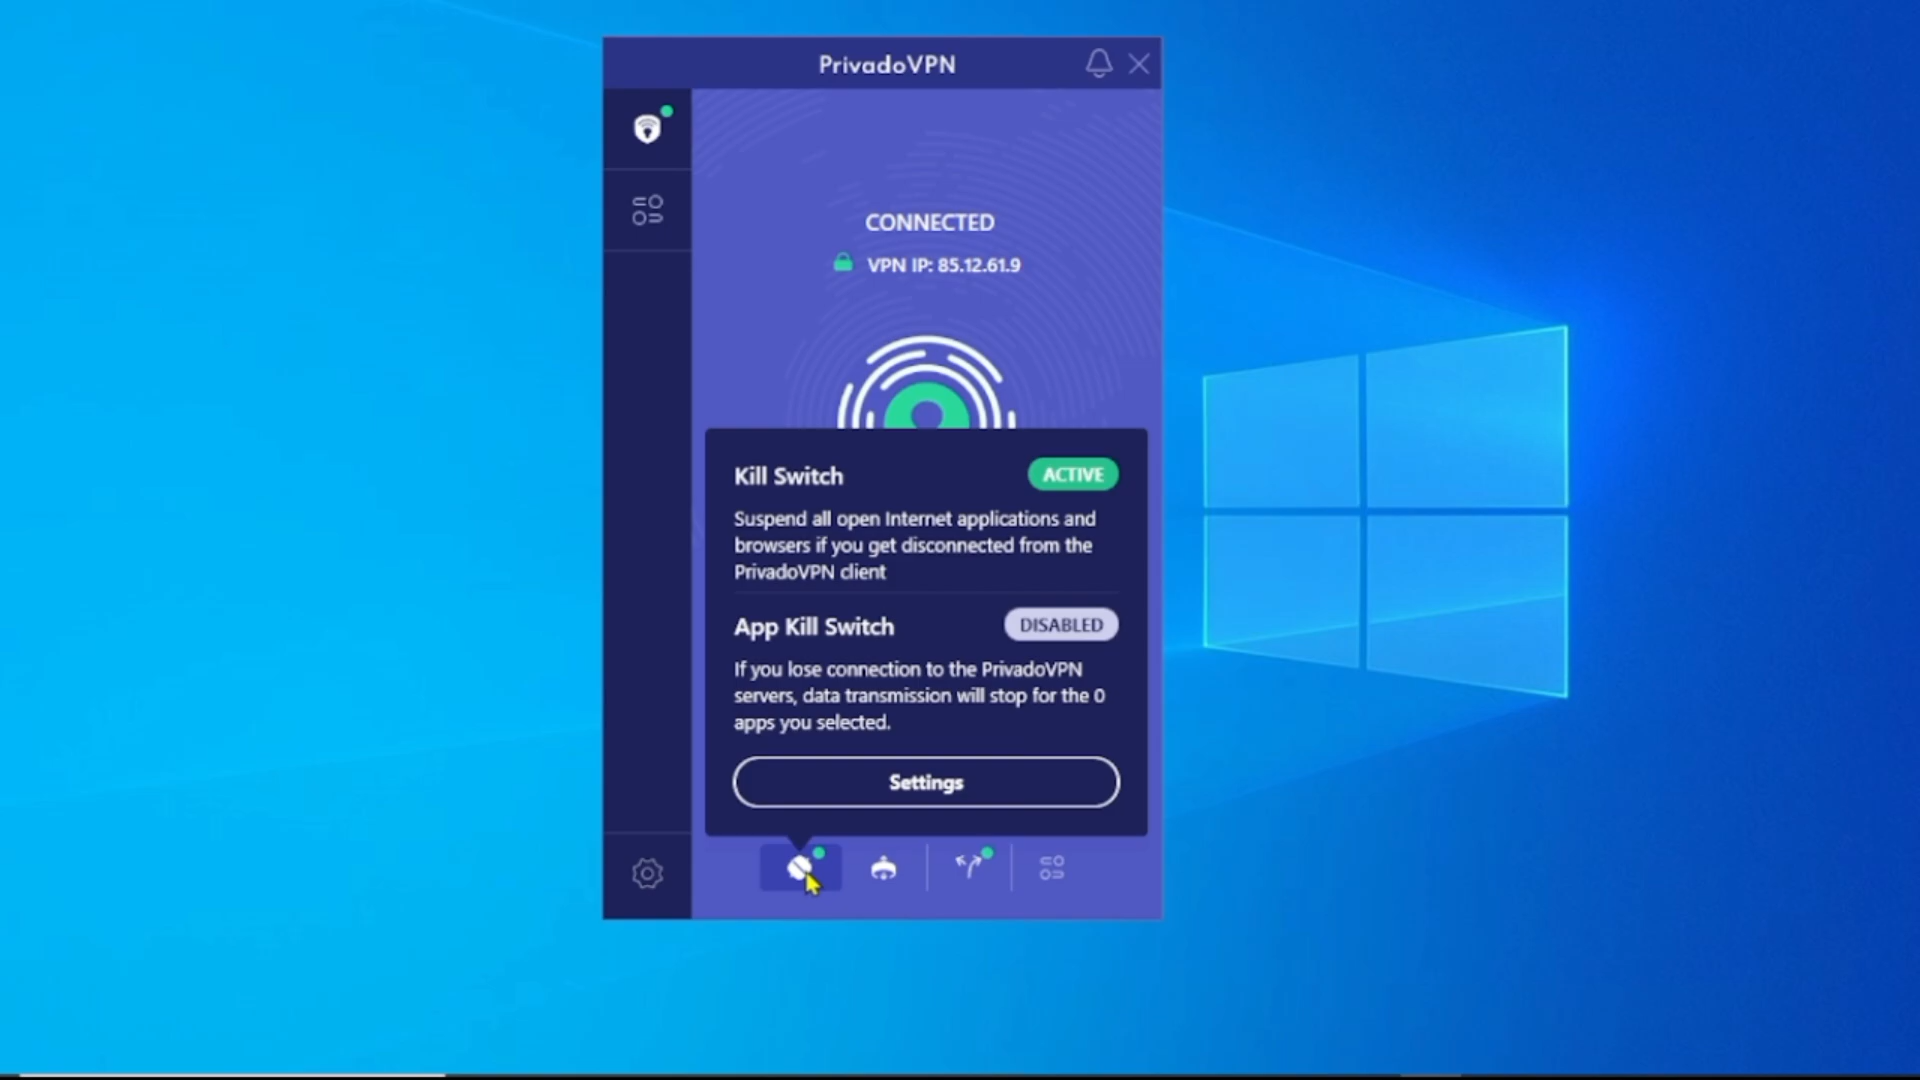 PrivadoVPN
CONNECTED
VPN IP: 85.12.61.9
Kill Switch
ACTIVE
Suspend all open Internet applications and
browsers if you get disconnected from the
PrivadoVPN client
App Kill Switch
DISABLED
If you lose connection to the PrivadoVPN
servers, data transmission will stop for the 0
apps you selected.
Settings